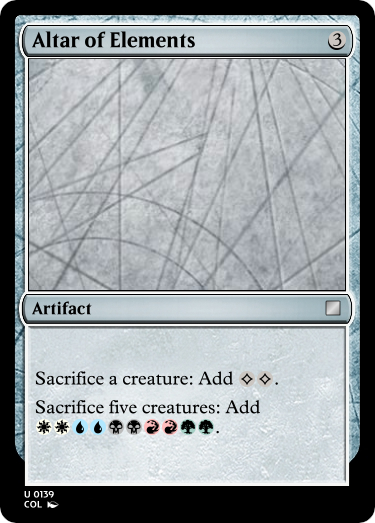 Altar of Elements 3
Artifact
Sacrifice a creature: Add
Sacrifice five creatures: Add
.
U 0139
COL